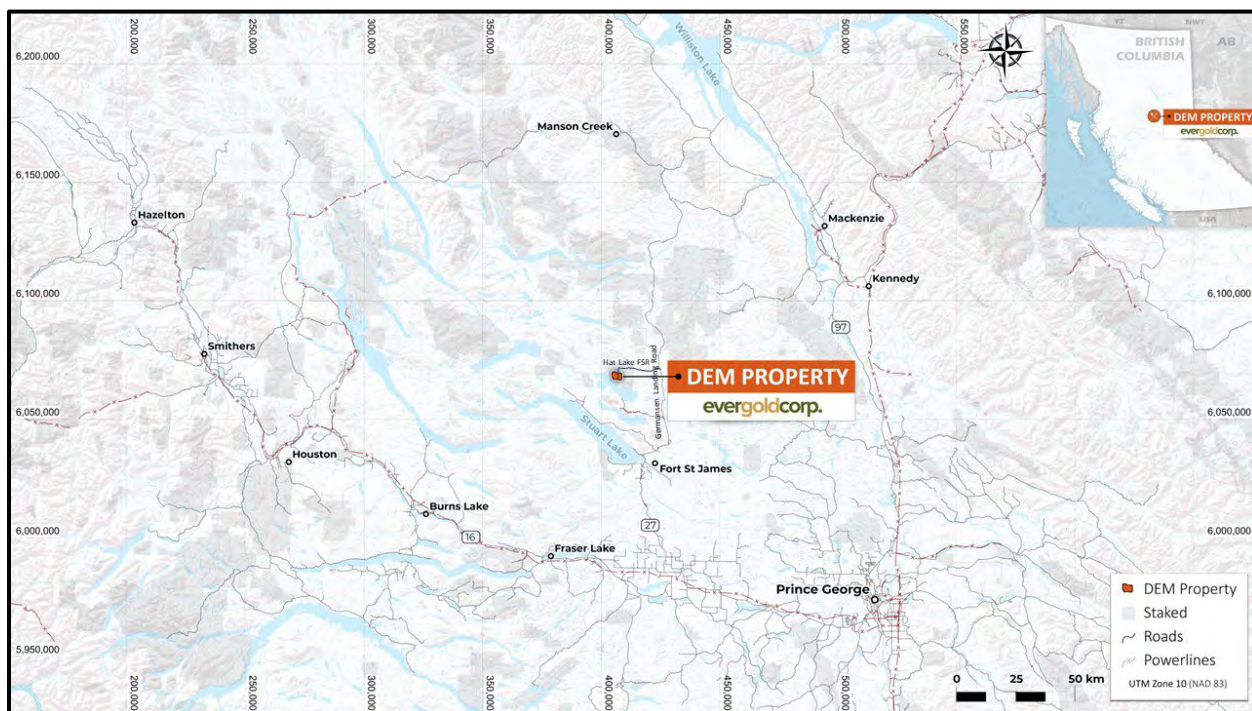 200,000
250,000
300,000
350,000
400,000
450,000
500,000
550,000
YT
NWT
BRITISH
COLUMBIA
AB
DEM PROPERTY
evergoldcorp.
USA
6,200,000
6,150,000
6,100,000
6,050,000
6,000,000
5,950,000
Williston Lake
Manson Creek
Hazelton
Mackenzie
Kennedy
6,100,000
97
Smithers
Hat Lake FSR
Germansen Landing Road
DEM PROPERTY
evergoldcorp.
6,050,000
Stuart Lake
Houston
Fort St James
Burns Lake
27
6,000,000
16
Fraser Lake
Prince George
DEM Property
Staked
Roads
Powerlines
UTM Zone 10 (NAD 83)
0 25 50 km
200,000
250,000
300,000
350,000
400,000
450,000
500,000